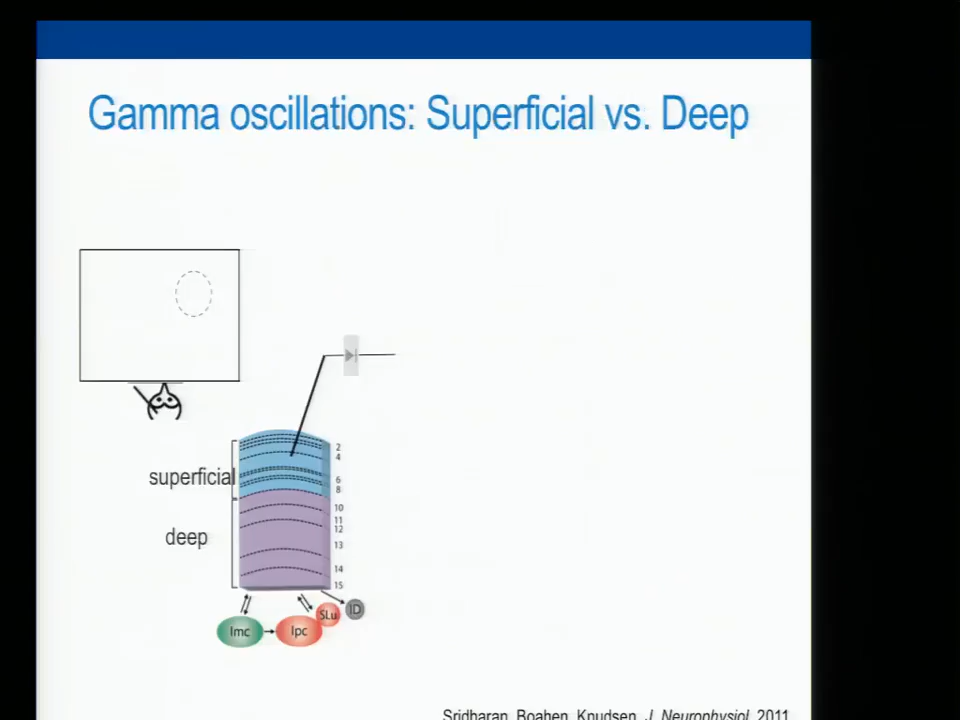 Gamma oscillations: Superficial vs. Deep
superficial
deep
2
4
6
8
10
11
12
13
14
15
Imc
Ipc
SLu
ID
Sridharan, Boahen, Knudsen, J. Neurophysiol. 2011